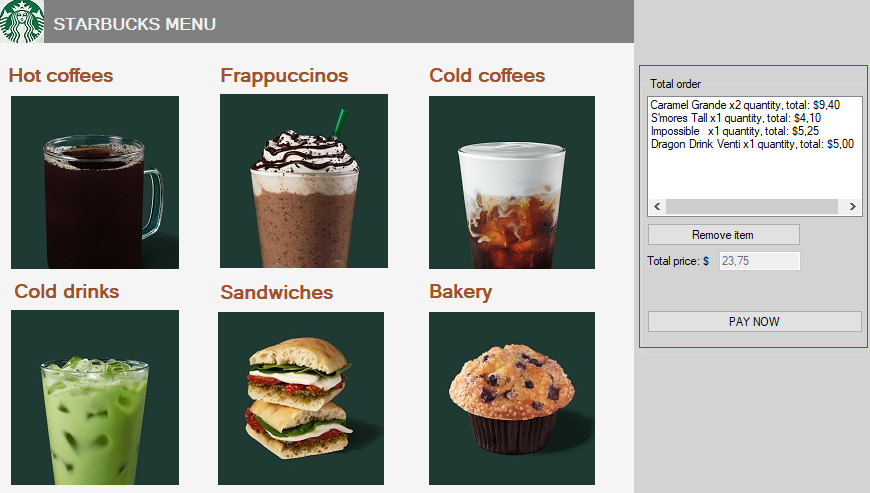 STARBUCKS MENU
Hot coffees
Frappuccinos
Cold coffees
Cold drinks
Sandwiches
Bakery
Total order
Caramel Grande x2 quantity, total: $9,40
S'mores Tall x1 quantity, total: $4,10
Impossible x1 quantity, total: $5,25
Dragon Drink Venti x1 quantity, total: $5,00
Remove item
Total price: $ 23,75
PAY NOW